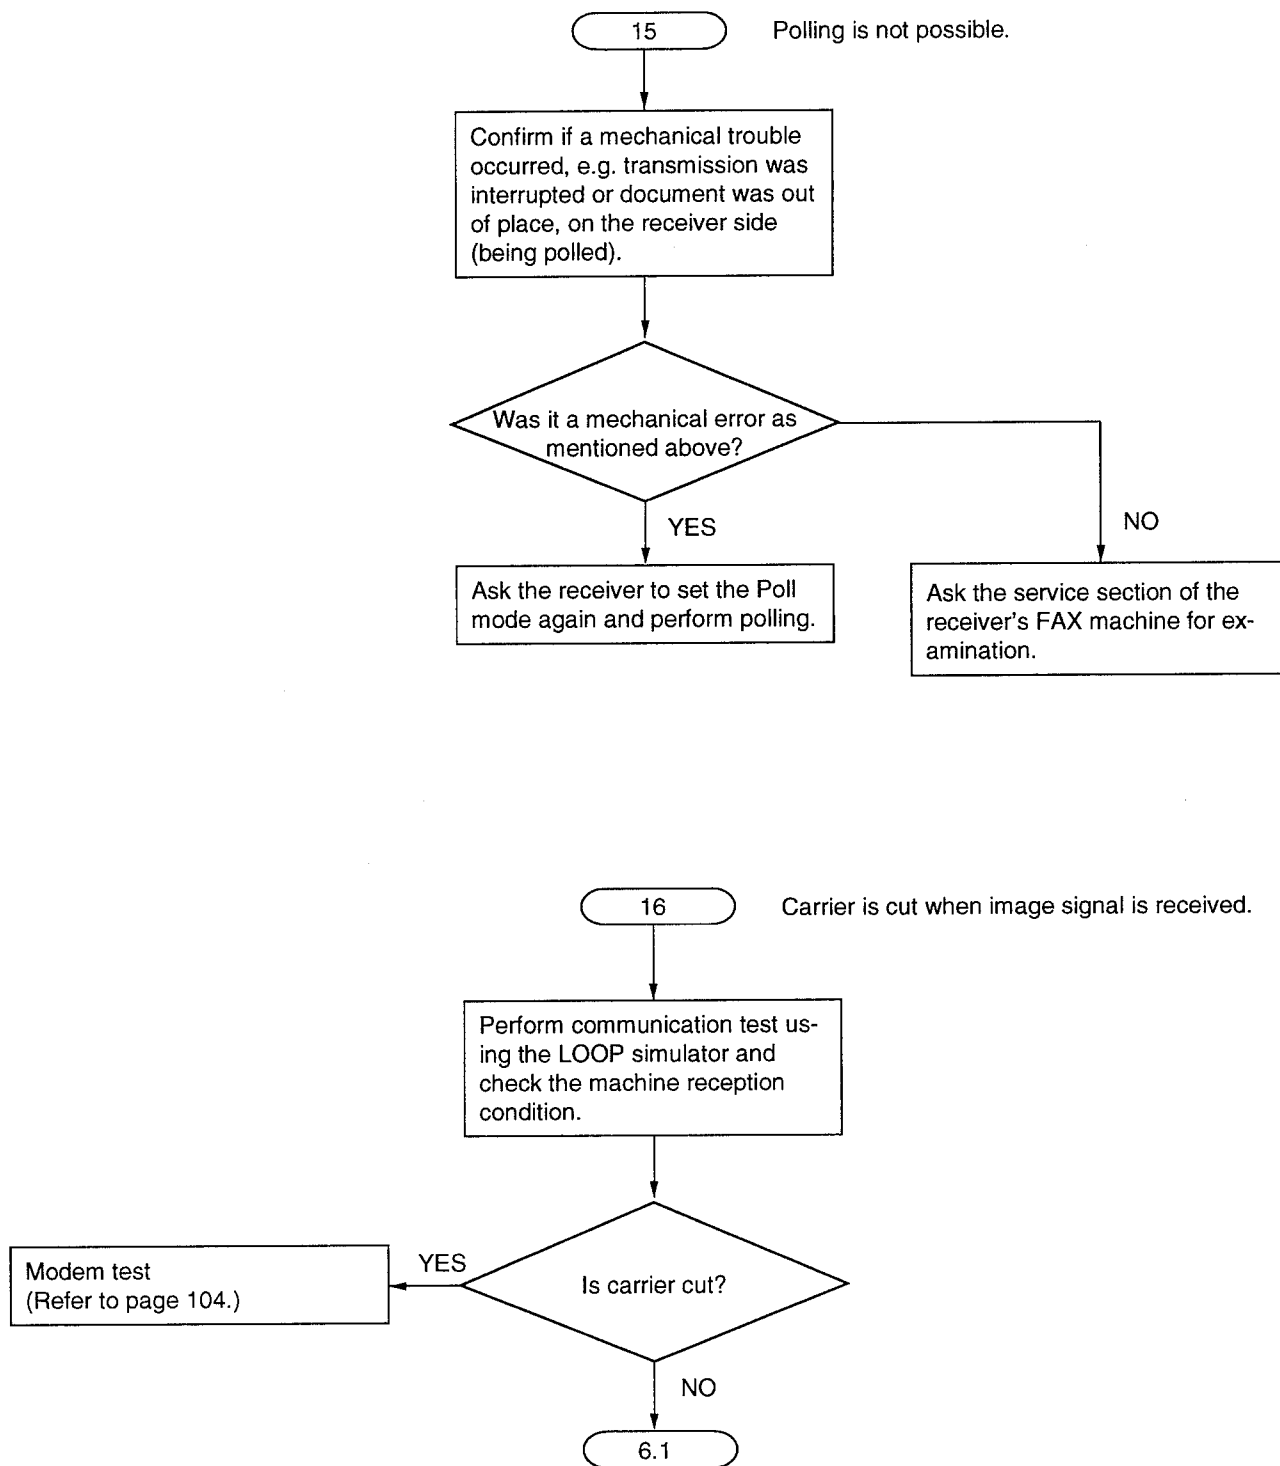 15
Polling is not possible.
Confirm if a mechanical trouble
occurred, e.g. transmission was
interrupted or document was out
of place, on the receiver side
(being polled).
Was it a mechanical error as
mentioned above?
YES
NO
Ask the receiver to set the Poll
mode again and perform polling.
Ask the service section of the
receiver's FAX machine for ex-
amination.
16
Carrier is cut when image signal is received.
Perform communication test us-
ing the LOOP simulator and
check the machine reception
condition.
YES
Modem test
(Refer to page 104.)
Is carrier cut?
NO
6.1